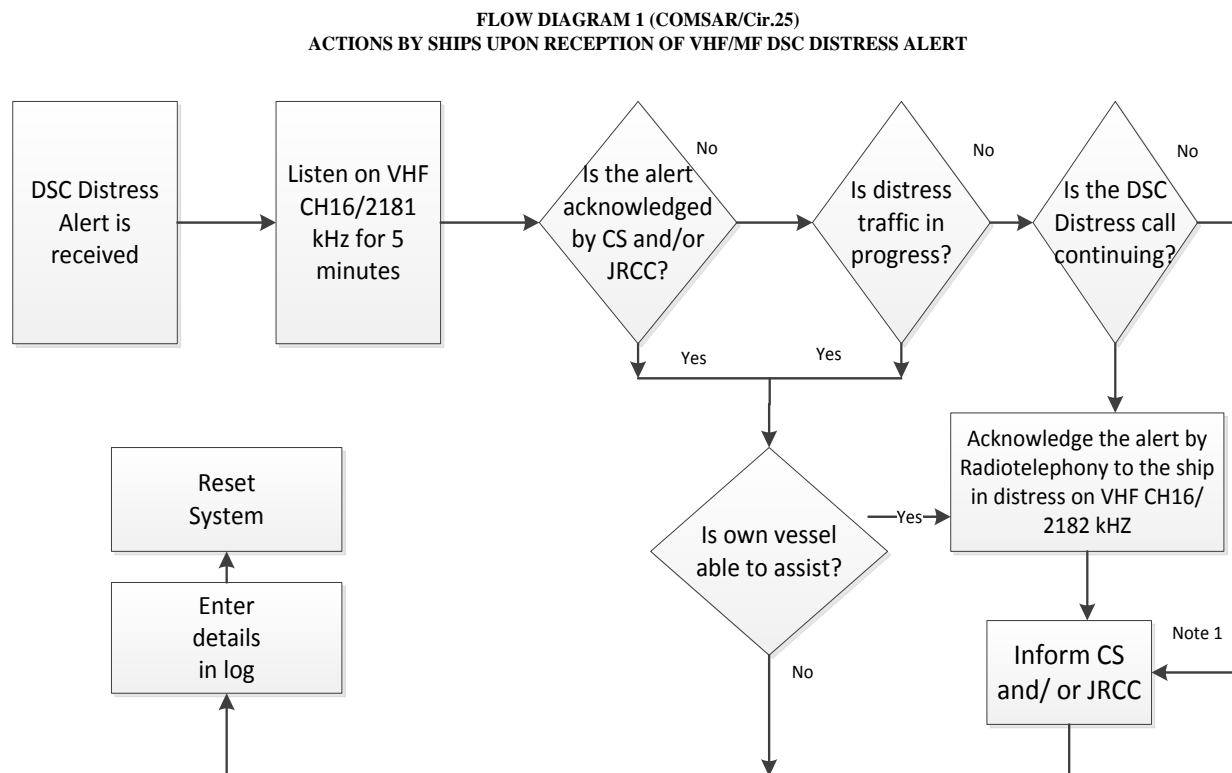 FLOW DIAGRAM 1 (COMSAR/Cir.25)
ACTIONS BY SHIPS UPON RECEPTION OF VHF/MF DSC DISTRESS ALERT
DSC Distress
Alert is
received
Listen on VHF
CH16/2181
kHz for 5
minutes
No
Is the alert
acknowledged
by CS and/or
JRCC?
No
Is distress
traffic in
progress?
No
Is the DSC
Distress call
continuing?
Yes
Yes
Acknowledge the alert by
Radiotelephony to the ship
in distress on VHF CH16/
2182 kHZ
Reset
System
Is own vessel
able to assist?
Yes
Enter
details
in log
No
Inform CS
and/ or JRCC
Note 1